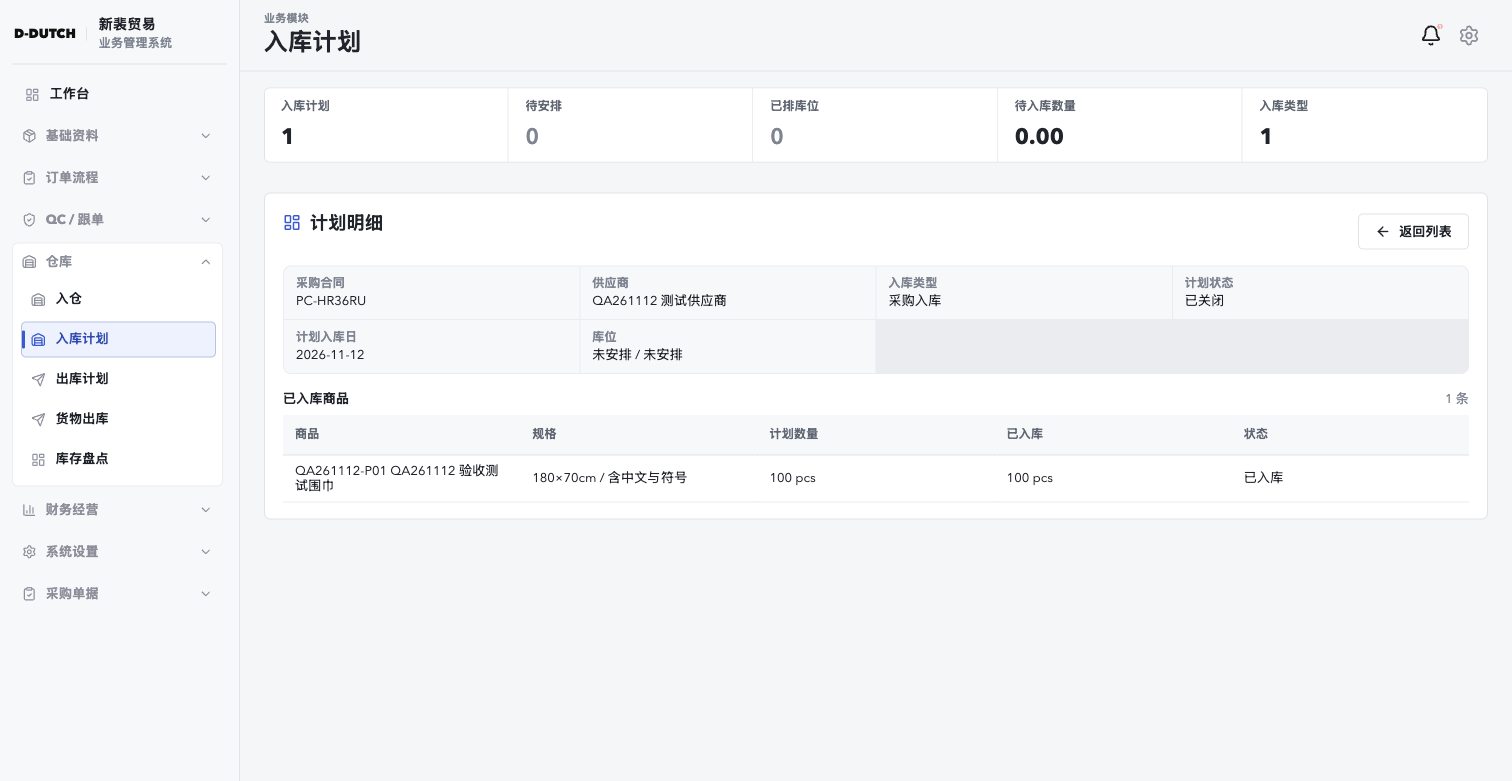 D-DUTCH
新裴贸易
业务管理系统
工作台
基础资料
订单流程
QC / 跟单
仓库
入仓
入库计划
出库计划
货物出库
库存盘点
财务经营
系统设置
采购单据
业务模块
入库计划
入库计划
1
待安排
0
已排库位
0
待入库数量
0.00
入库类型
1
计划明细
返回列表
采购合同
PC-HR36RU
供应商
QA261112 测试供应商
入库类型
采购入库
计划状态
已关闭
计划入库日
2026-11-12
库位
未安排 / 未安排
已入库商品
1 条
商品 规格 计划数量 已入库 状态
QA261112-P01 QA261112 验收测
试围巾
180×70cm / 含中文与符号
100 pcs
100 pcs
已入库